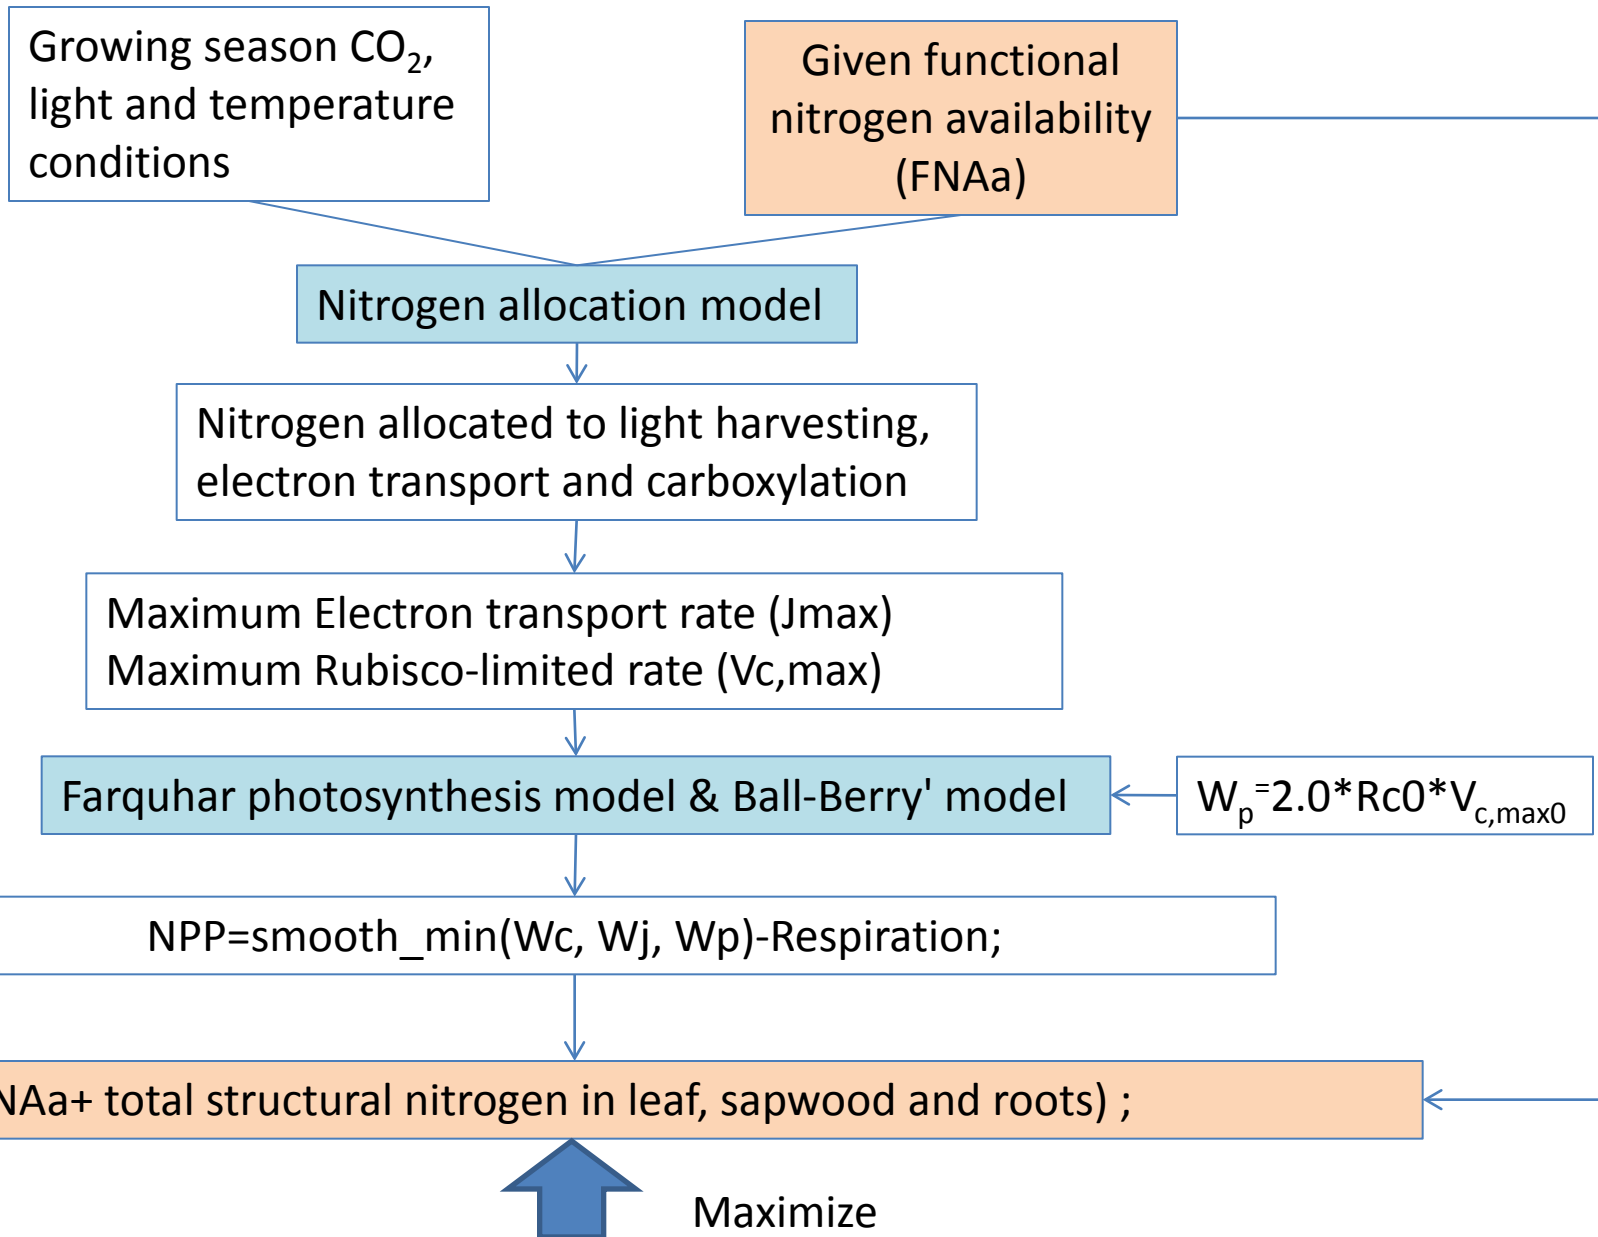 Growing season CO₂,
light and temperature
conditions
Given functional
nitrogen availability
(FNAa)
Nitrogen allocation model
Nitrogen allocated to light harvesting,
electron transport and carboxylation
Maximum Electron transport rate (Jmax)
Maximum Rubisco-limited rate (Vc,max)
Farquhar photosynthesis model & Ball-Berry' model
Wₚ=2.0*Rc0*V_c,max0
NPP=smooth_min(Wc, Wj, Wp)-Respiration;
NAa+ total structural nitrogen in leaf, sapwood and roots) ;
Maximize